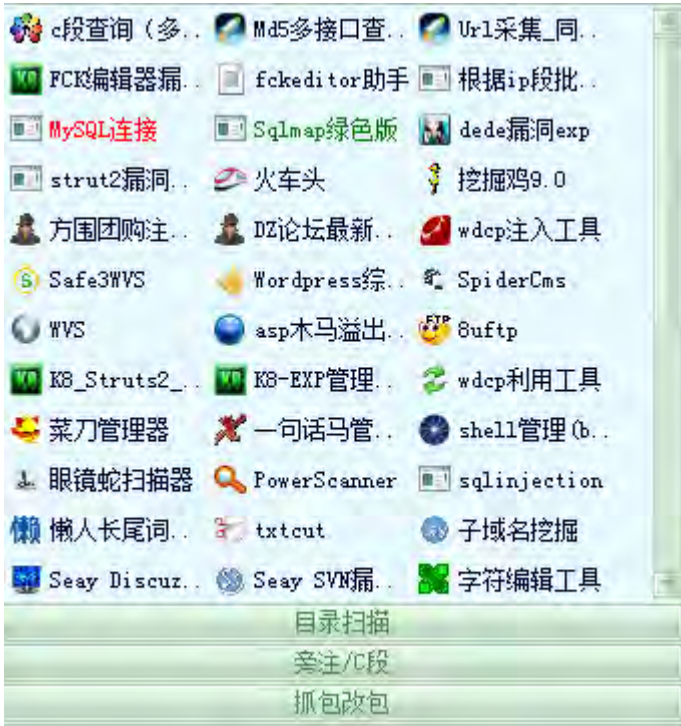 c段查询（多.. Md5多接口查.. Url采集_同..
FCK编辑器漏.. fckeditor助手 根据ip段批..
MySQL连接 Sqlmap绿色版 dede漏洞exp
strut2漏洞.. 火车头 挖掘鸡9.0
方围团购注.. DZ论坛最新.. wdcp注入工具
Safe3WVS Wordpress综.. SpiderCms
WVS asp木马溢出.. 8uftp
K8_Struts2_.. K8-EXP管理.. wdcp利用工具
菜刀管理器 一句话马管.. shell管理(b..
眼镜蛇扫描器 PowerScanner sqlinjection
懒人长尾词.. txtcut 子域名挖掘
Seay Discuz.. Seay SVN漏.. 字符编辑工具
目录扫描
旁注/C段
抓包改包